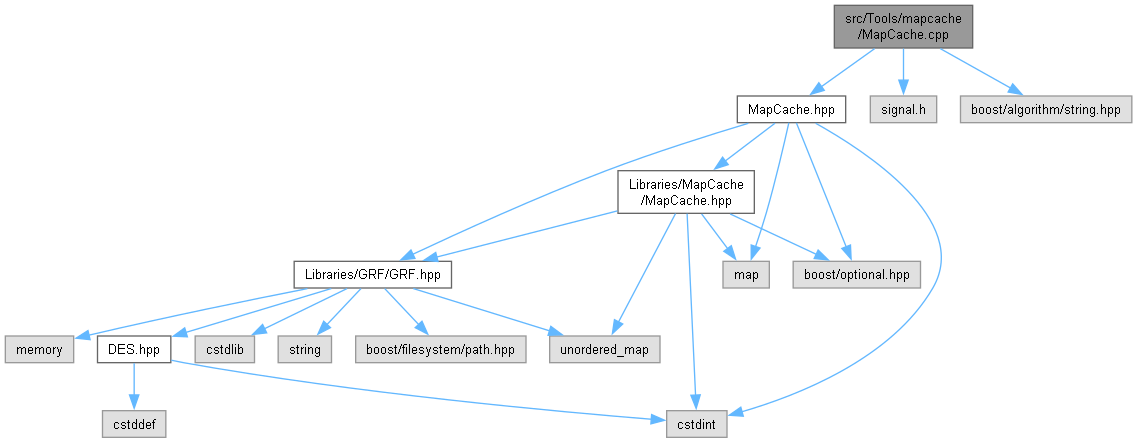 src/Tools/mapcache
/MapCache.cpp
MapCache.hpp
signal.h
boost/algorithm/string.hpp
Libraries/MapCache
/MapCache.hpp
Libraries/GRF/GRF.hpp
map
boost/optional.hpp
memory
DES.hpp
cstdlib
string
boost/filesystem/path.hpp
unordered_map
cstddef
cstdint